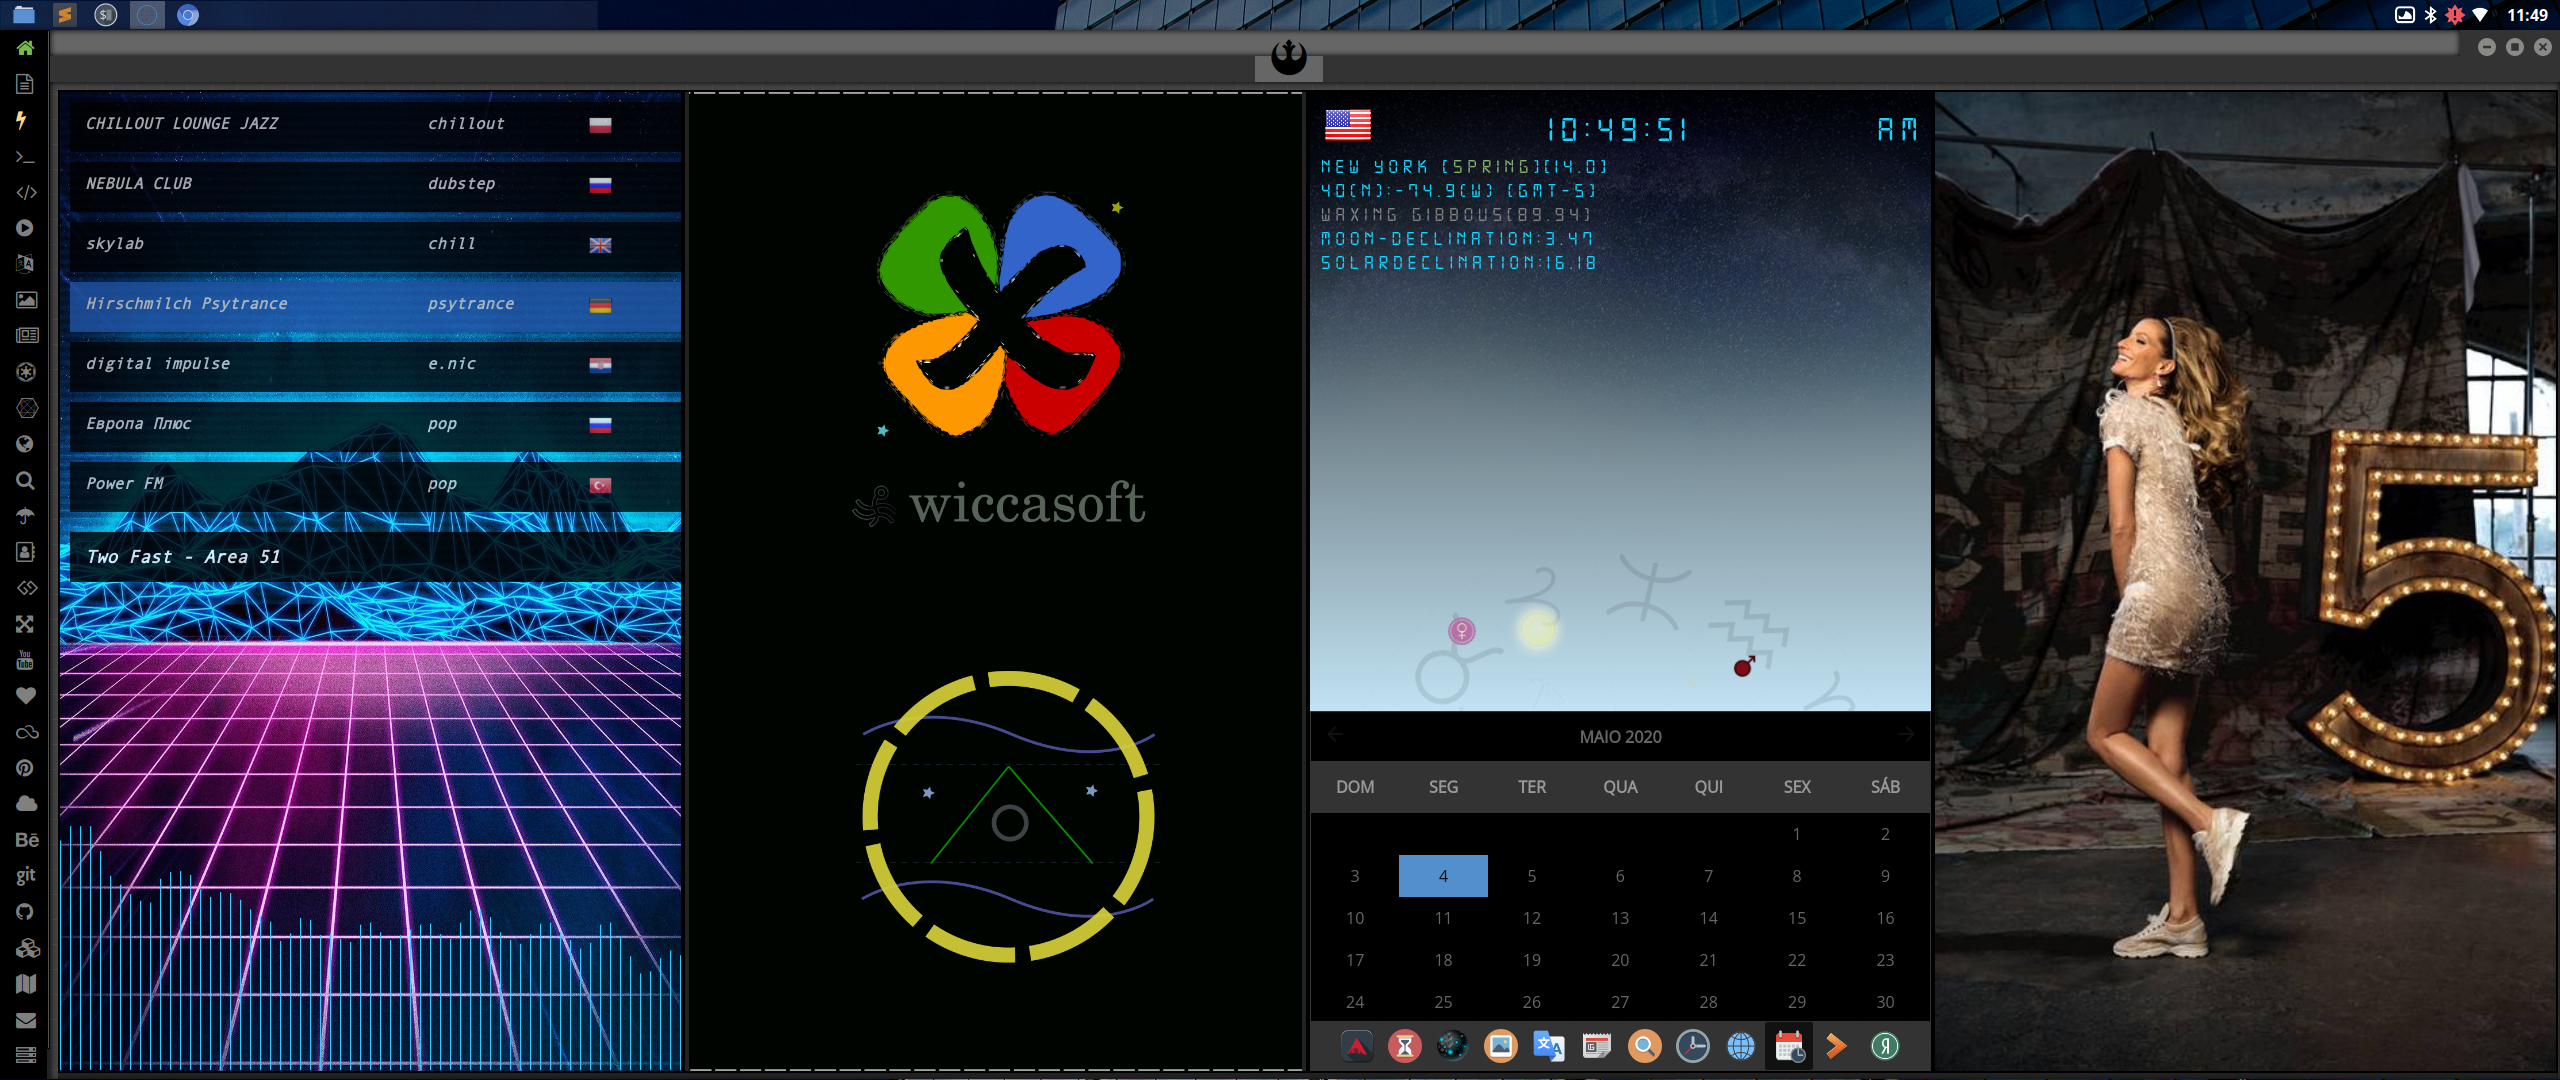 11:49
CHILLOUT LOUNGE JAZZ chillout
NEBULA CLUB dubstep
skylab chill
Hirschmilch Psytrance psytrance
digital impulse e.nic
Европа Плюс pop
Power FM pop
Two Fast - Area 51
wiccasoft
10:49:51 AM
NEW YORK [SPRING][14.0]
40(N):-74.9(W) [GMT-5]
WAXING GIBBOUS[89.94]
MOON-DECLINATION:3.47
SOLARDECLINATION:16.18
MAIO 2020
DOM SEG TER QUA QUI SEX SÁB
1 2
3 4 5 6 7 8 9
10 11 12 13 14 15 16
17 18 19 20 21 22 23
24 25 26 27 28 29 30
You
Tube
Bē
git
5